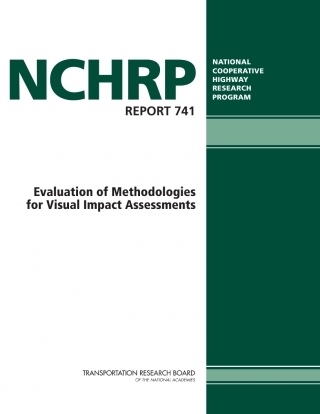 NCHRP
REPORT 741
NATIONAL
COOPERATIVE
HIGHWAY
RESEARCH
PROGRAM
Evaluation of Methodologies
for Visual Impact Assessments
TRANSPORTATION RESEARCH BOARD
OF THE NATIONAL ACADEMIES